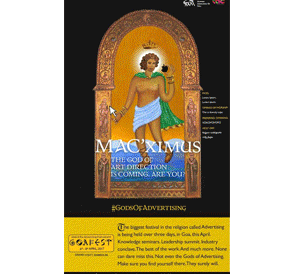 MAC'XIMUS
THE GOD OF
ART DIRECTION
IS COMING. ARE YOU?
#GODSOFADVERTISING
The biggest festival in this religion called Advertising
is being held over three days, in Goa, this April
Knowledge seminars. Leadership summit. Industry
conclave. The best of the work. And much more. None
can dare miss this. Not even the Gods of Advertising.
Make sure you find yourself there. They surely will.
GOAFEST